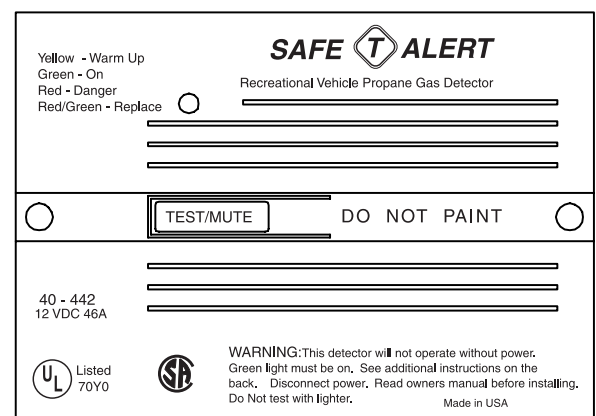 Yellow - Warm Up
Green - On
Red - Danger
Red/Green - Replace
SAFE T ALERT
Recreational Vehicle Propane Gas Detector
TEST/MUTE
DO NOT PAINT
40 - 442
12 VDC 46A
UL Listed
70Y0
SA
WARNING:This detector will not operate without power.
Green light must be on. See additional instructions on the
back. Disconnect power. Read owners manual before installing.
Do Not test with lighter.
Made in USA